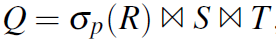 Q = σₚ(R) ⋈ S ⋈ T.